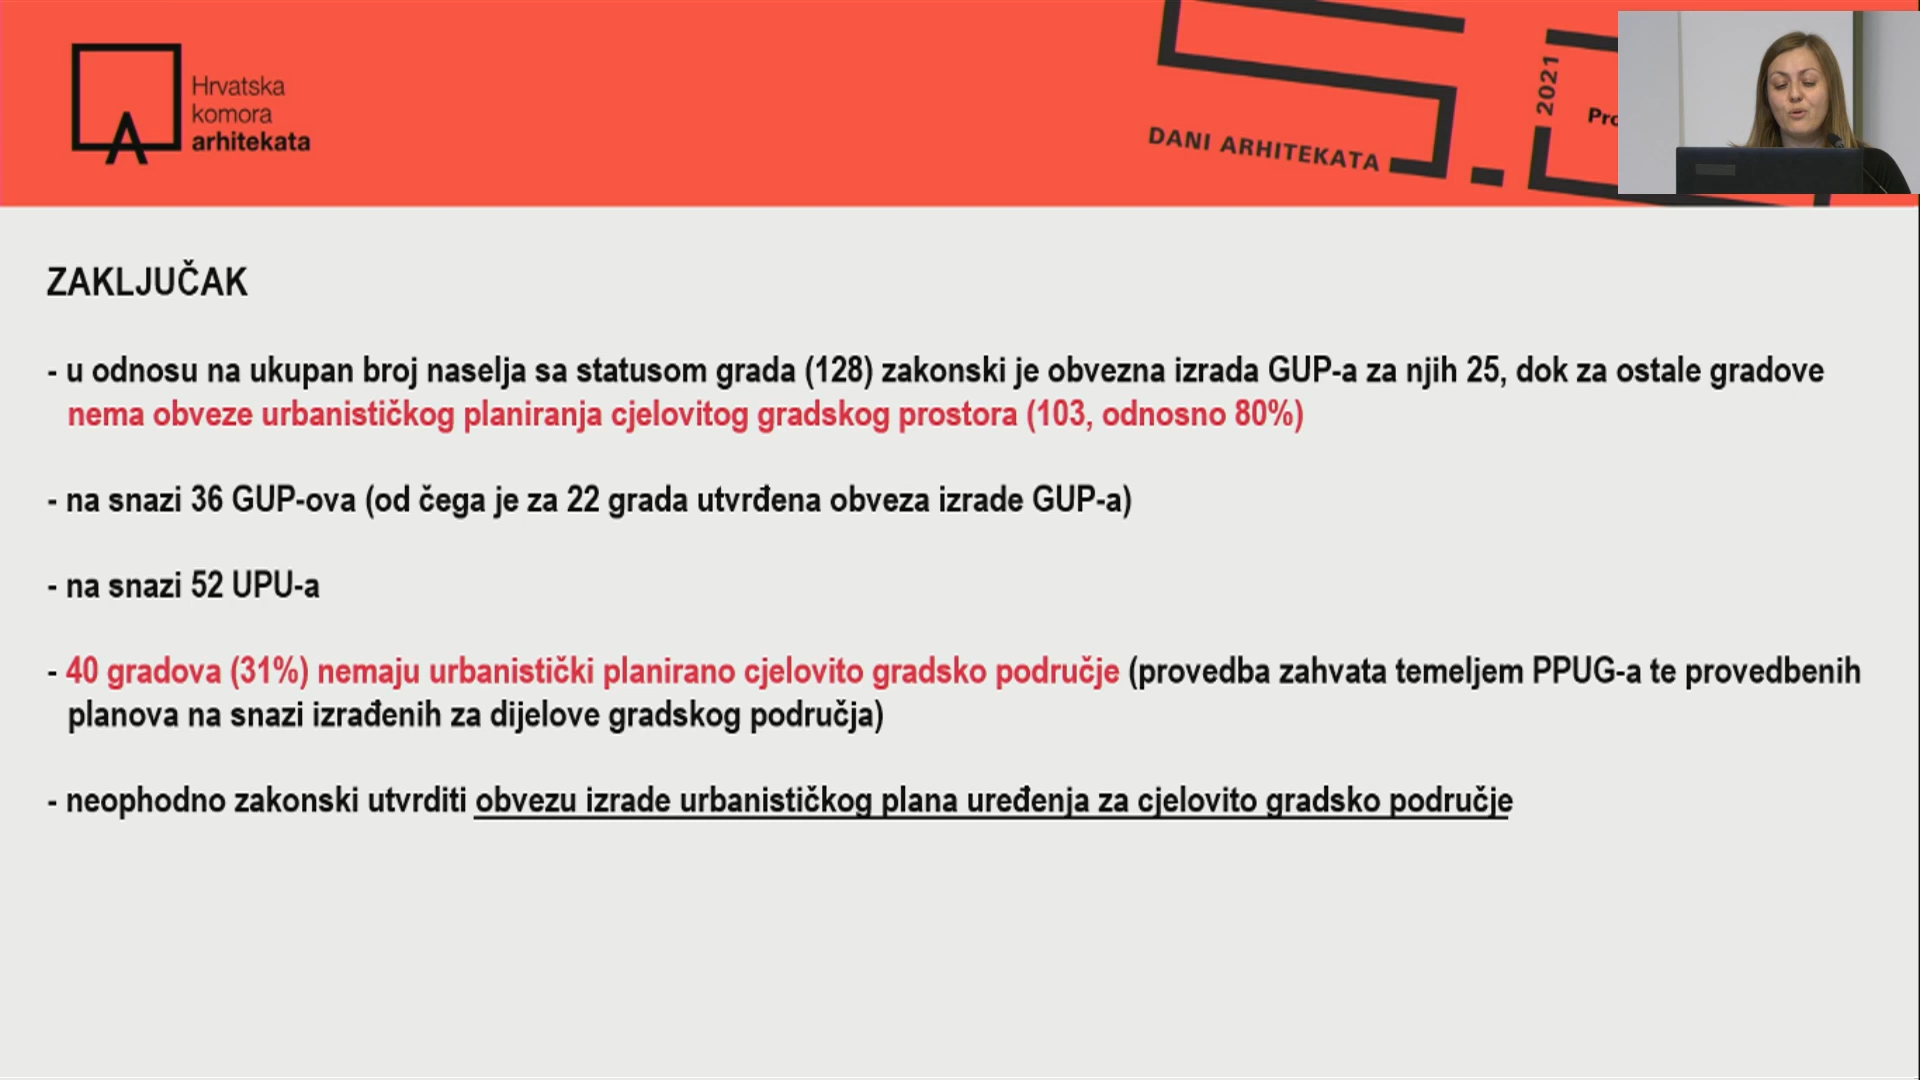 Hrvatska
komora
arhitekata
DANI ARHITEKATA
2021
ZAKLJUČAK
- u odnosu na ukupan broj naselja sa statusom grada (128) zakonski je obvezna izrada GUP-a za njih 25, dok za ostale gradove
nema obveze urbanističkog planiranja cjelovitog gradskog prostora (103, odnosno 80%)
- na snazi 36 GUP-ova (od čega je za 22 grada utvrđena obveza izrade GUP-a)
- na snazi 52 UPU-a
- 40 gradova (31%) nemaju urbanistički planirano cjelovito gradsko područje (provedba zahvata temeljem PPUG-a te provedbenih
planova na snazi izrađenih za dijelove gradskog područja)
- neophodno zakonski utvrditi obvezu izrade urbanističkog plana uređenja za cjelovito gradsko područje